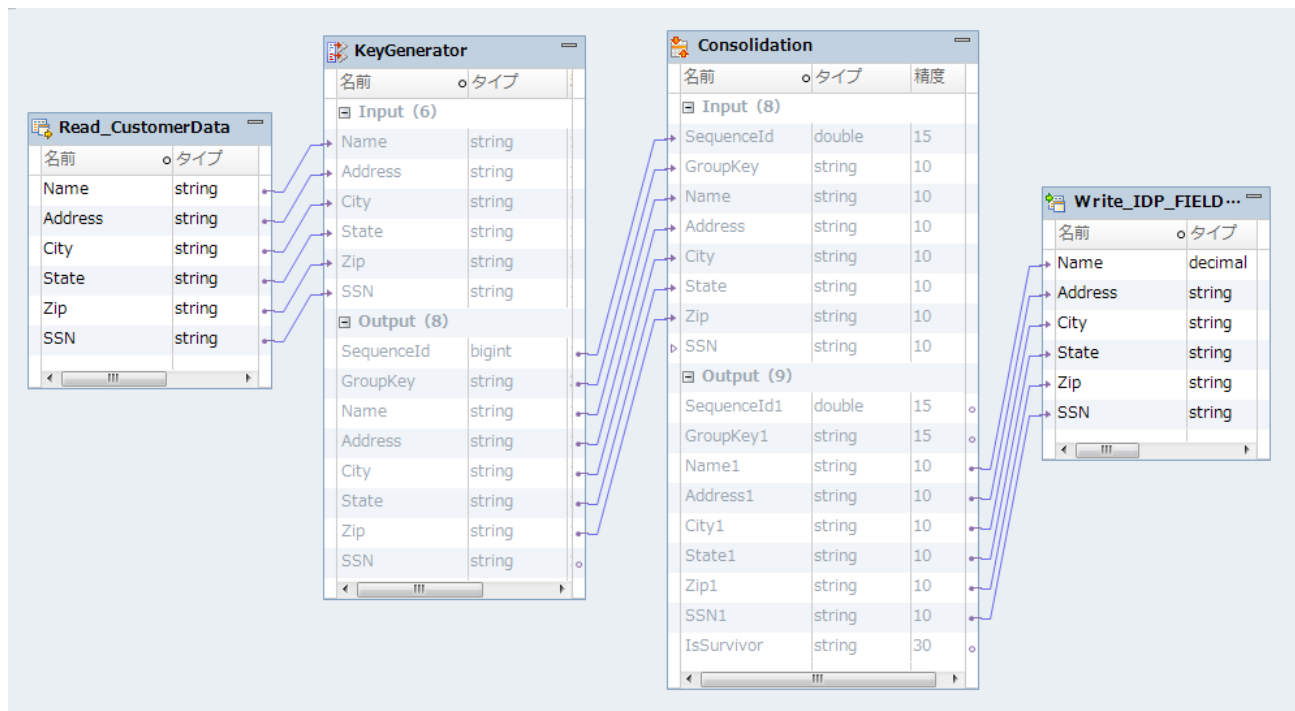 Read_CustomerData
名前 タイプ
Name string
Address string
City string
State string
Zip string
SSN string
KeyGenerator
名前 タイプ
Input (6)
Name string
Address string
City string
State string
Zip string
SSN string
Output (8)
SequenceId bigint
GroupKey string
Name string
Address string
City string
State string
Zip string
SSN string
Consolidation
名前 タイプ 精度
Input (8)
SequenceId double 15
GroupKey string 10
Name string 10
Address string 10
City string 10
State string 10
Zip string 10
SSN string 10
Output (9)
SequenceId1 double 15
GroupKey1 string 15
Name1 string 10
Address1 string 10
City1 string 10
State1 string 10
Zip1 string 10
SSN1 string 10
IsSurvivor string 30
Write_IDP_FIELD…
名前 タイプ
Name decimal
Address string
City string
State string
Zip string
SSN string